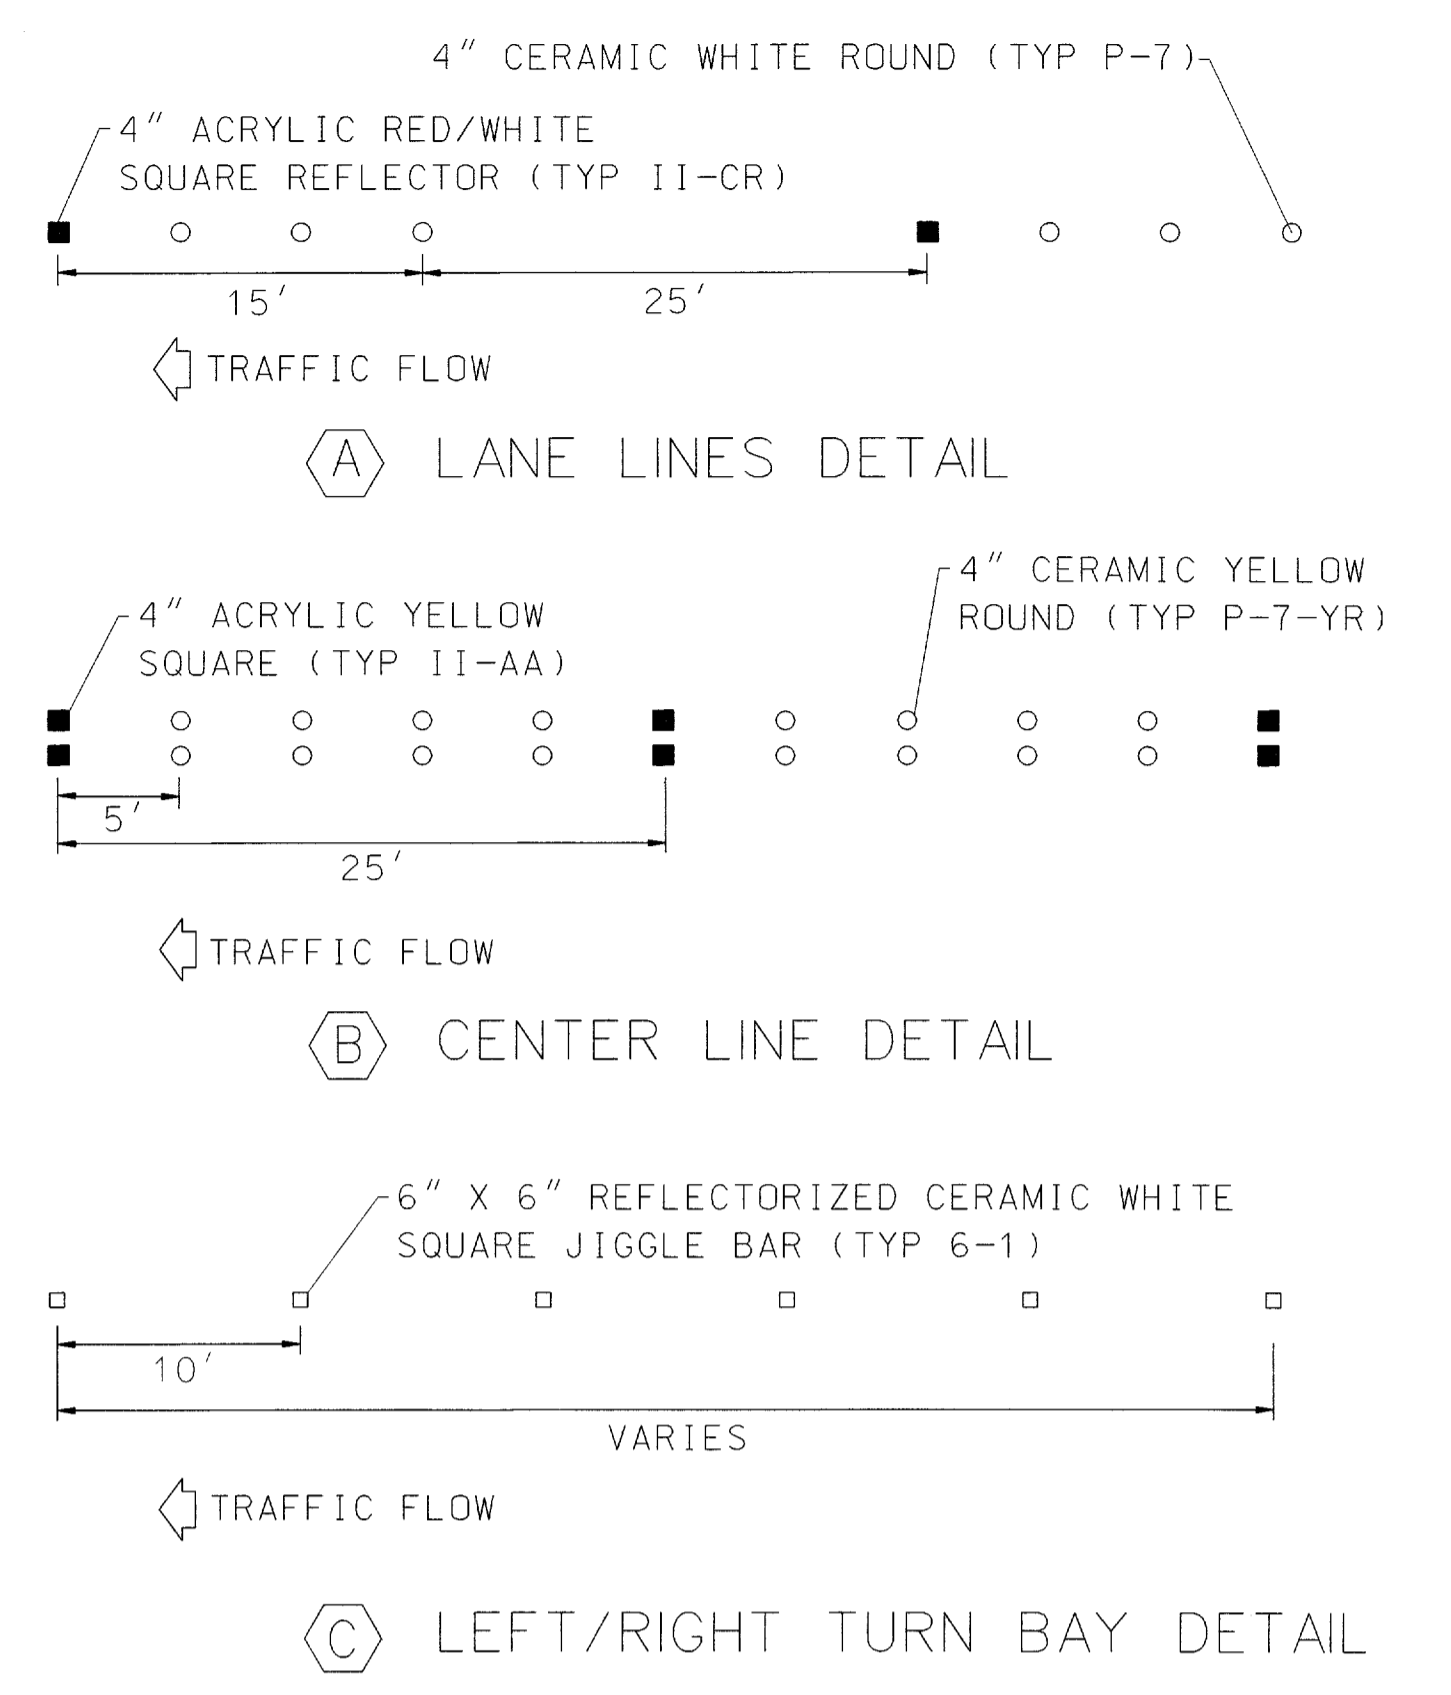 4" CERAMIC WHITE ROUND (TYP P-7)
4" ACRYLIC RED/WHITE
SQUARE REFLECTOR (TYP II-CR)
15'
25'
TRAFFIC FLOW
A LANE LINES DETAIL
4" CERAMIC YELLOW
ROUND (TYP P-7-YR)
4" ACRYLIC YELLOW
SQUARE (TYP II-AA)
5'
25'
TRAFFIC FLOW
B CENTER LINE DETAIL
6" X 6" REFLECTORIZED CERAMIC WHITE
SQUARE JIGGLE BAR (TYP 6-1)
10'
VARIES
TRAFFIC FLOW
C LEFT/RIGHT TURN BAY DETAIL